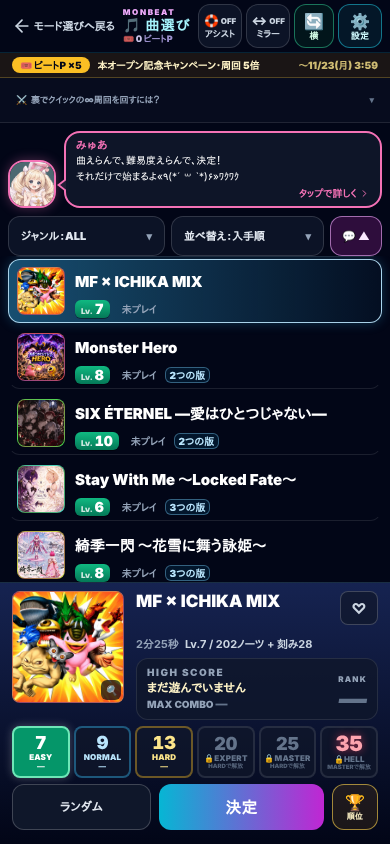 ← モード選びへ戻る
MONBEAT
🎵 曲選び
🎟 0 ビートP
🛟 OFF
アシスト
↔ OFF
ミラー
🔄
横
⚙️
設定
🎟 ビートP ×5 本オープン記念キャンペーン・周回 5倍 〜11/23(月) 3:59
⚔ 裏でクイックの∞周回を回すには? ▼
みゅあ
曲えらんで、難易度えらんで、決定!
それだけで始まるよ«٩(*´ ꒳ `*)۶»ﾜｸﾜｸ
タップで詳しく 〉
ジャンル:ALL ▼
並べ替え:入手順 ▼
💬 ▲
MF × ICHIKA MIX
Lv. 7 未プレイ
MONSTER HERO
Monster Hero
Lv. 8 未プレイ 2つの版
SIX ÉTERNEL ―愛はひとつじゃない―
Lv. 10 未プレイ 2つの版
Stay With Me 〜Locked Fate〜
Lv. 6 未プレイ 3つの版
綺季一閃
綺季一閃 〜花雪に舞う詠姫〜
Lv. 8 未プレイ 3つの版
MF × ICHIKA MIX
♡
2分25秒 Lv.7 / 202ノーツ + 刻み28
HIGH SCORE
まだ遊んでいません
MAX COMBO —
RANK
—
7
EASY
—
9
NORMAL
—
13
HARD
—
20
🔒EXPERT
HARDで解放
25
🔒MASTER
HARDで解放
35
🔒HELL
MASTERで解放
ランダム
決定
🏆
順位